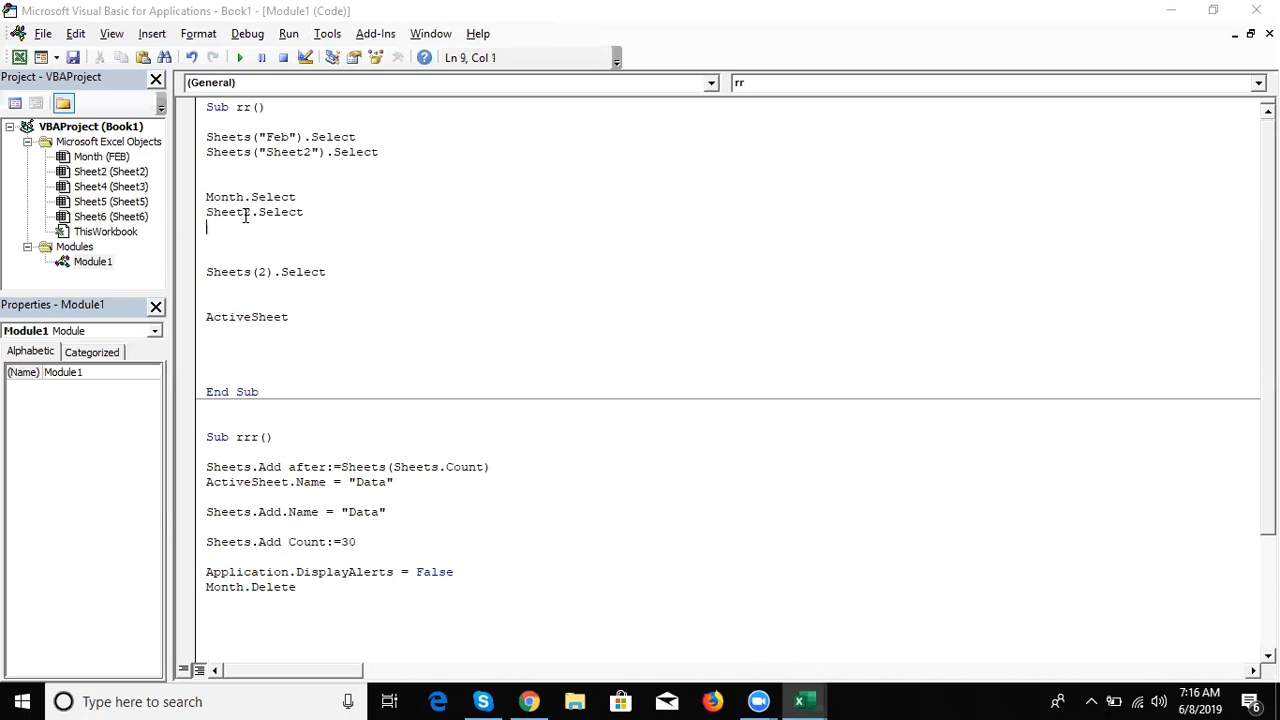 Microsoft Visual Basic for Applications - Book1 - [Module1 (Code)]
File Edit View Insert Format Debug Run Tools Add-Ins Window Help
Ln 9, Col 1
Project - VBAProject
(General)
rr
VBAProject (Book1)
Microsoft Excel Objects
Month (FEB)
Sheet2 (Sheet2)
Sheet4 (Sheet3)
Sheet5 (Sheet5)
Sheet6 (Sheet6)
ThisWorkbook
Modules
Module1
Properties - Module1
Module1 Module
Alphabetic Categorized
(Name) Module1
Sub rr()
Sheets("Feb").Select
Sheets("Sheet2").Select
Month.Select
Sheet2.Select
Sheets(2).Select
ActiveSheet
End Sub
Sub rrr()
Sheets.Add after:=Sheets(Sheets.Count)
ActiveSheet.Name = "Data"
Sheets.Add.Name = "Data"
Sheets.Add Count:=30
Application.DisplayAlerts = False
Month.Delete
Type here to search
7:16 AM
6/8/2019
6